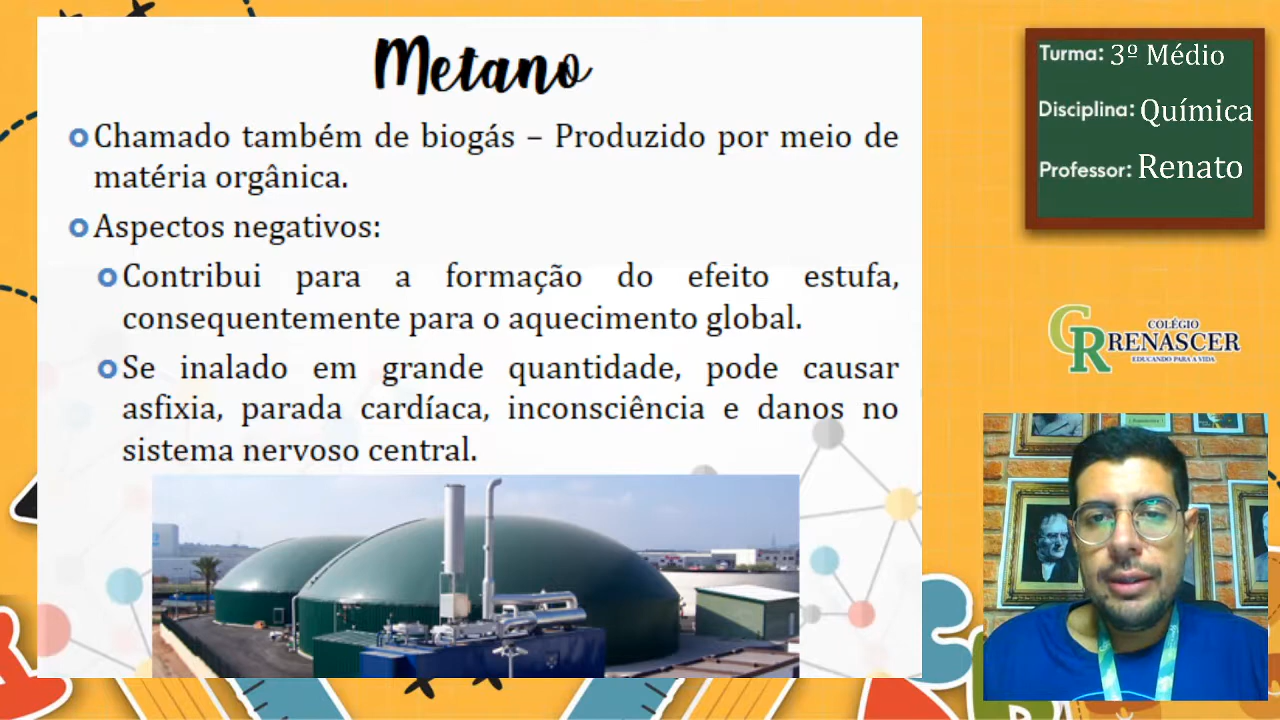 Metano
Chamado também de biogás – Produzido por meio de
matéria orgânica.
Aspectos negativos:
Contribui para a formação do efeito estufa,
consequentemente para o aquecimento global.
Se inalado em grande quantidade, pode causar
asfixia, parada cardíaca, inconsciência e danos no
sistema nervoso central.
Turma: 3º Médio
Disciplina: Química
Professor: Renato
CR
COLÉGIO
RENASCER
EDUCANDO PARA A VIDA